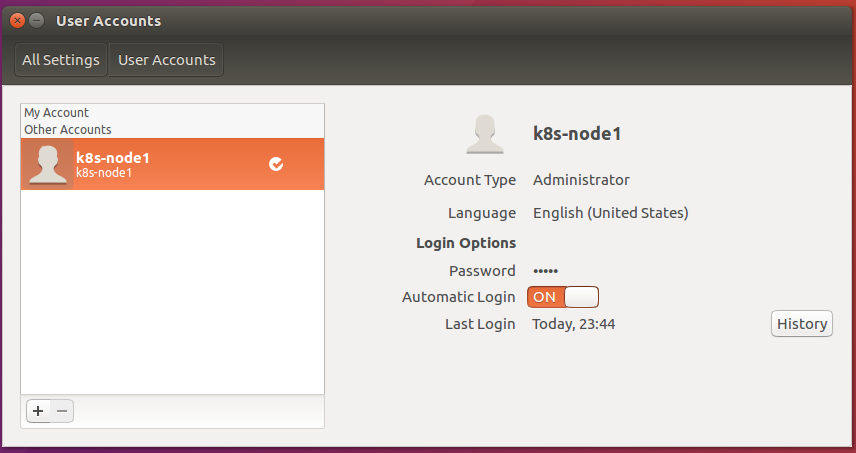 User Accounts
All Settings
User Accounts
My Account
Other Accounts
k8s-node1
k8s-node1
k8s-node1
Account Type Administrator
Language English (United States)
Login Options
Password •••••
Automatic Login ON
Last Login Today, 23:44
History